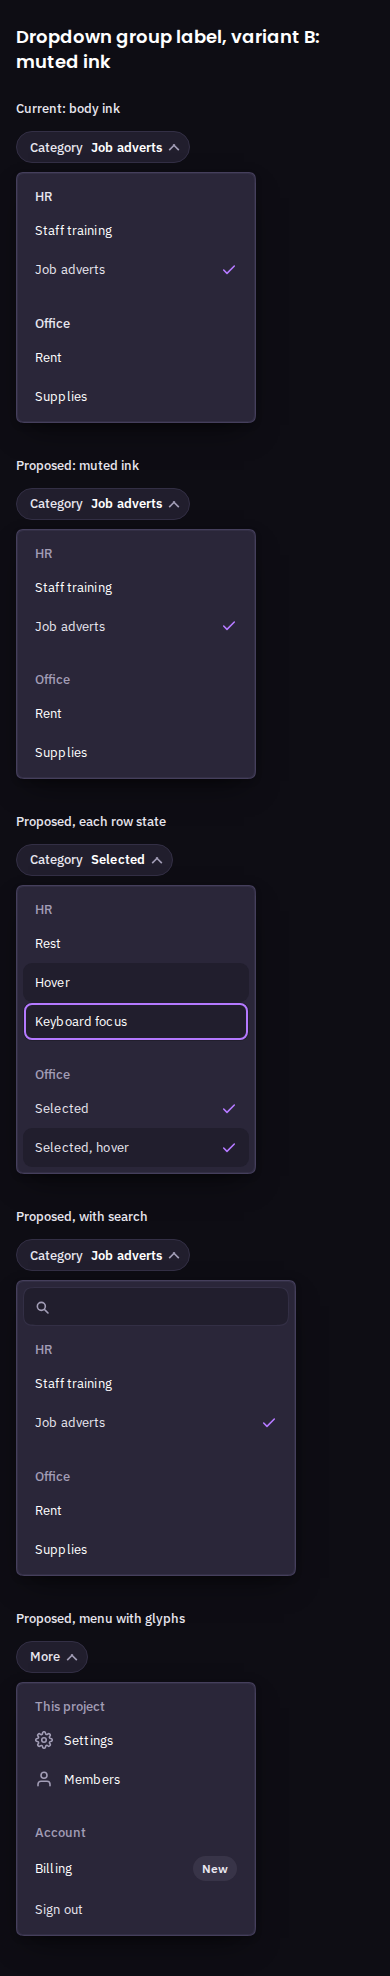 Dropdown group label, variant B:
muted ink
Current: body ink
Category Job adverts
HR
Staff training
Job adverts
Office
Rent
Supplies
Proposed: muted ink
Category Job adverts
HR
Staff training
Job adverts
Office
Rent
Supplies
Proposed, each row state
Category Selected
HR
Rest
Hover
Keyboard focus
Office
Selected
Selected, hover
Proposed, with search
Category Job adverts
HR
Staff training
Job adverts
Office
Rent
Supplies
Proposed, menu with glyphs
More
This project
Settings
Members
Account
Billing New
Sign out